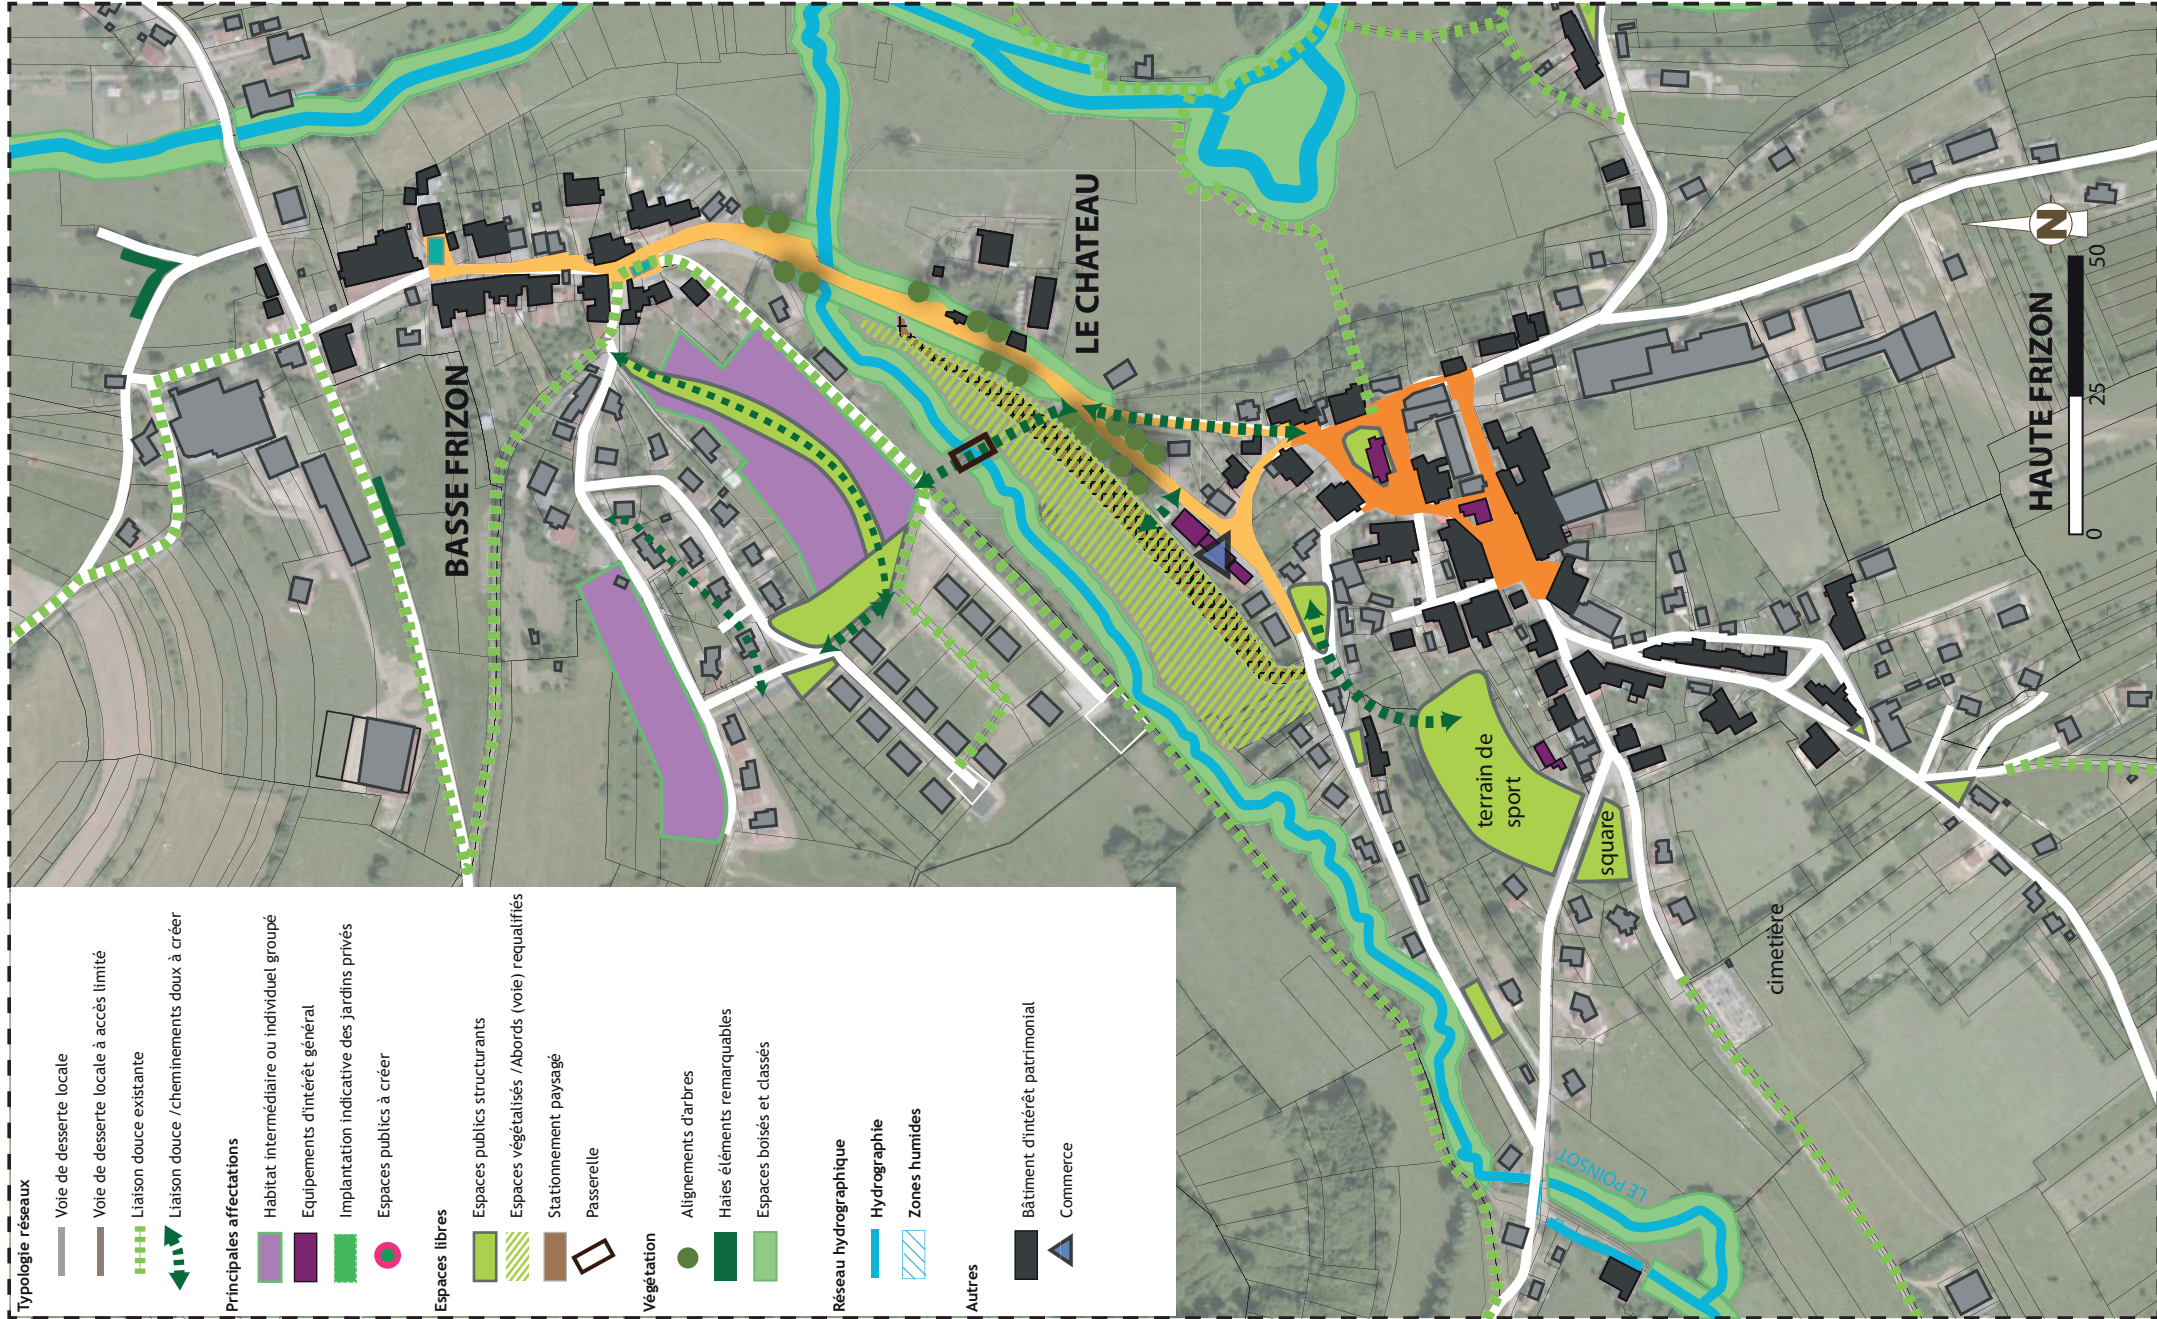 Typologie réseaux
Voie de desserte locale
Voie de desserte locale à accès limité
Liaison douce existante
Liaison douce / cheminnements doux à créer
Principales affectations
Habitat intermédiaire ou individuel groupé
Equipements d'intérêt général
Implantation indicative des jardins privés
Espaces publics à créer
Espaces libres
Espaces publics structurants
Espaces végétalisés / Abords (voie) requalifiés
Stationnement paysagé
Passerelle
Végétation
Alignements d'arbres
Haies éléments remarquables
Espaces boisés et classés
Réseau hydrographique
Hydrographie
Zones humides
Autres
Bâtiment d'intérêt patrimonial
Commerce
BASSE FRIZON
LE CHATEAU
HAUTE FRIZON
terrain de
sport
square
cimetière
LE POINSOT
N
0 25 50